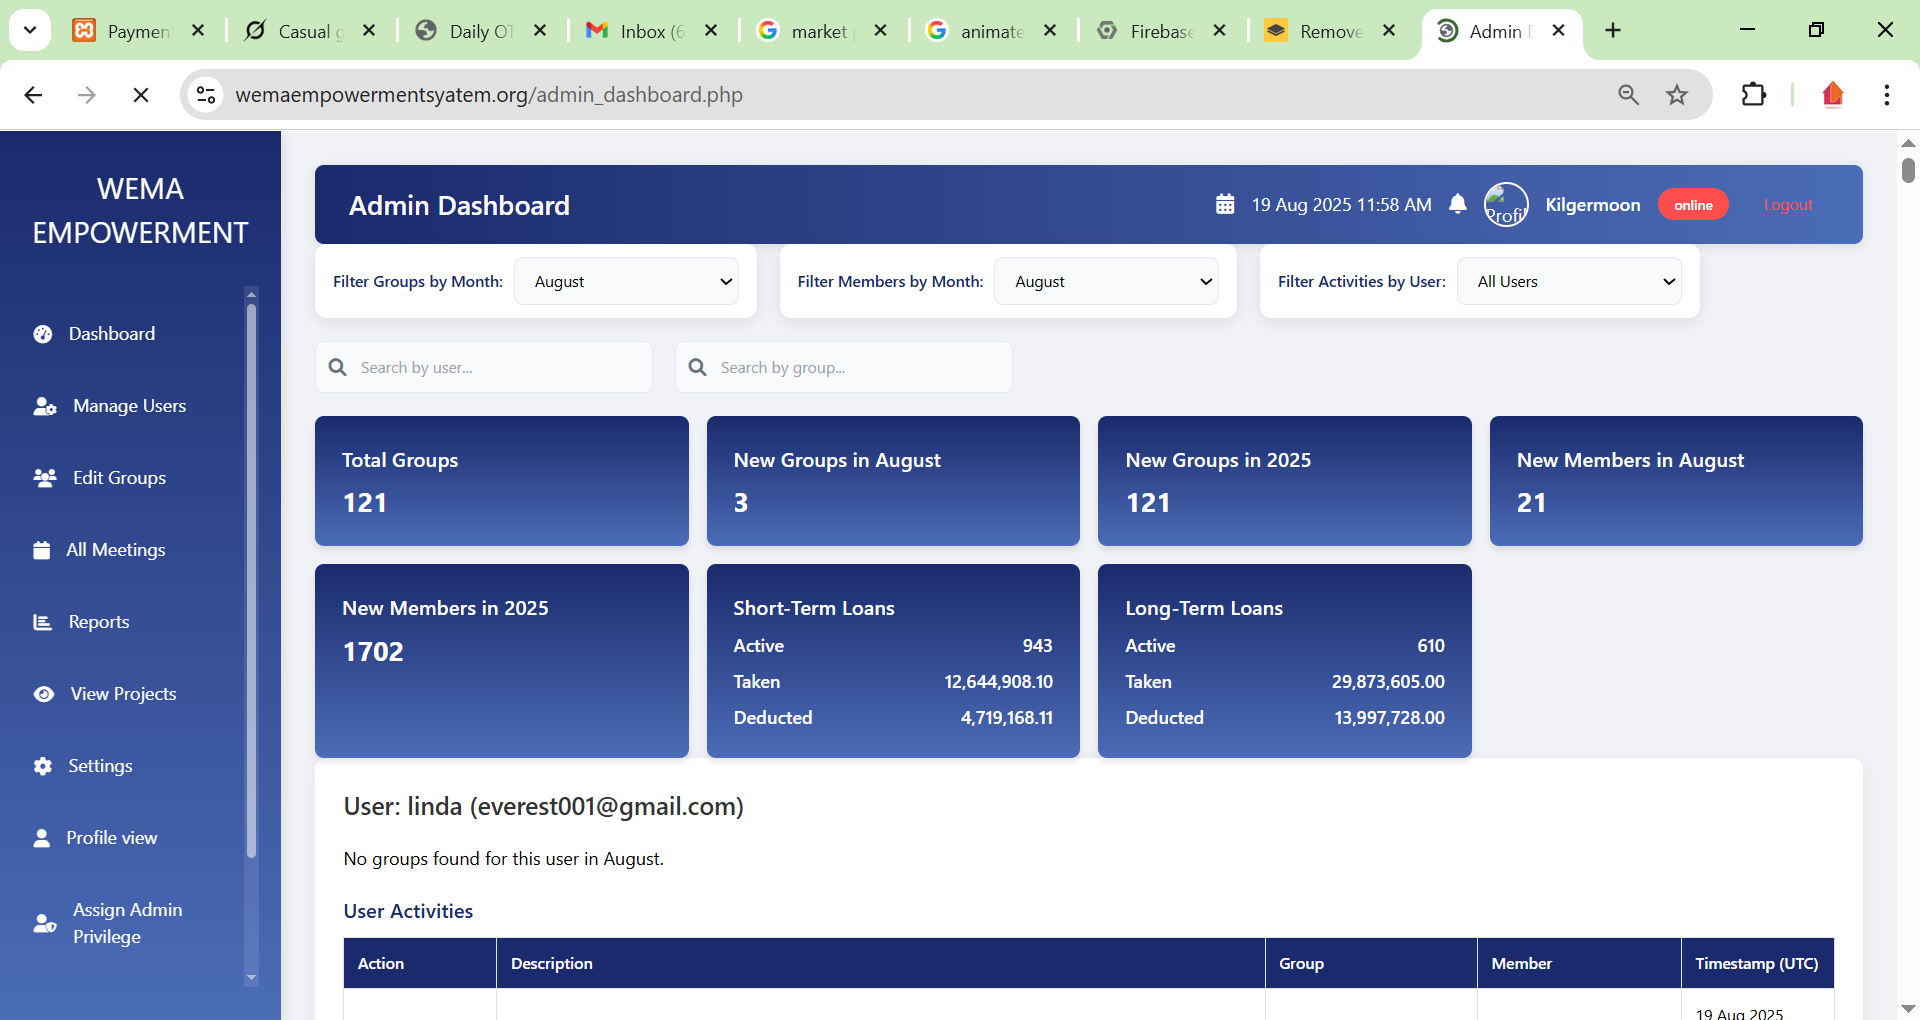 Paymen
Casual g
Daily OT
Inbox (6
market
animate
Firebase
Remove
Admin D
wemaempowermentsyatem.org/admin_dashboard.php
WEMA
EMPOWERMENT
Dashboard
Manage Users
Edit Groups
All Meetings
Reports
View Projects
Settings
Profile view
Assign Admin
Privilege
Admin Dashboard
19 Aug 2025 11:58 AM
Profi
Kilgermoon
online
Logout
Filter Groups by Month:
August
Filter Members by Month:
August
Filter Activities by User:
All Users
Search by user...
Search by group...
Total Groups
121
New Groups in August
3
New Groups in 2025
121
New Members in August
21
New Members in 2025
1702
Short-Term Loans
Active 943
Taken 12,644,908.10
Deducted 4,719,168.11
Long-Term Loans
Active 610
Taken 29,873,605.00
Deducted 13,997,728.00
User: linda (everest001@gmail.com)
No groups found for this user in August.
User Activities
Action Description Group Member Timestamp (UTC)
19 Aug 2025